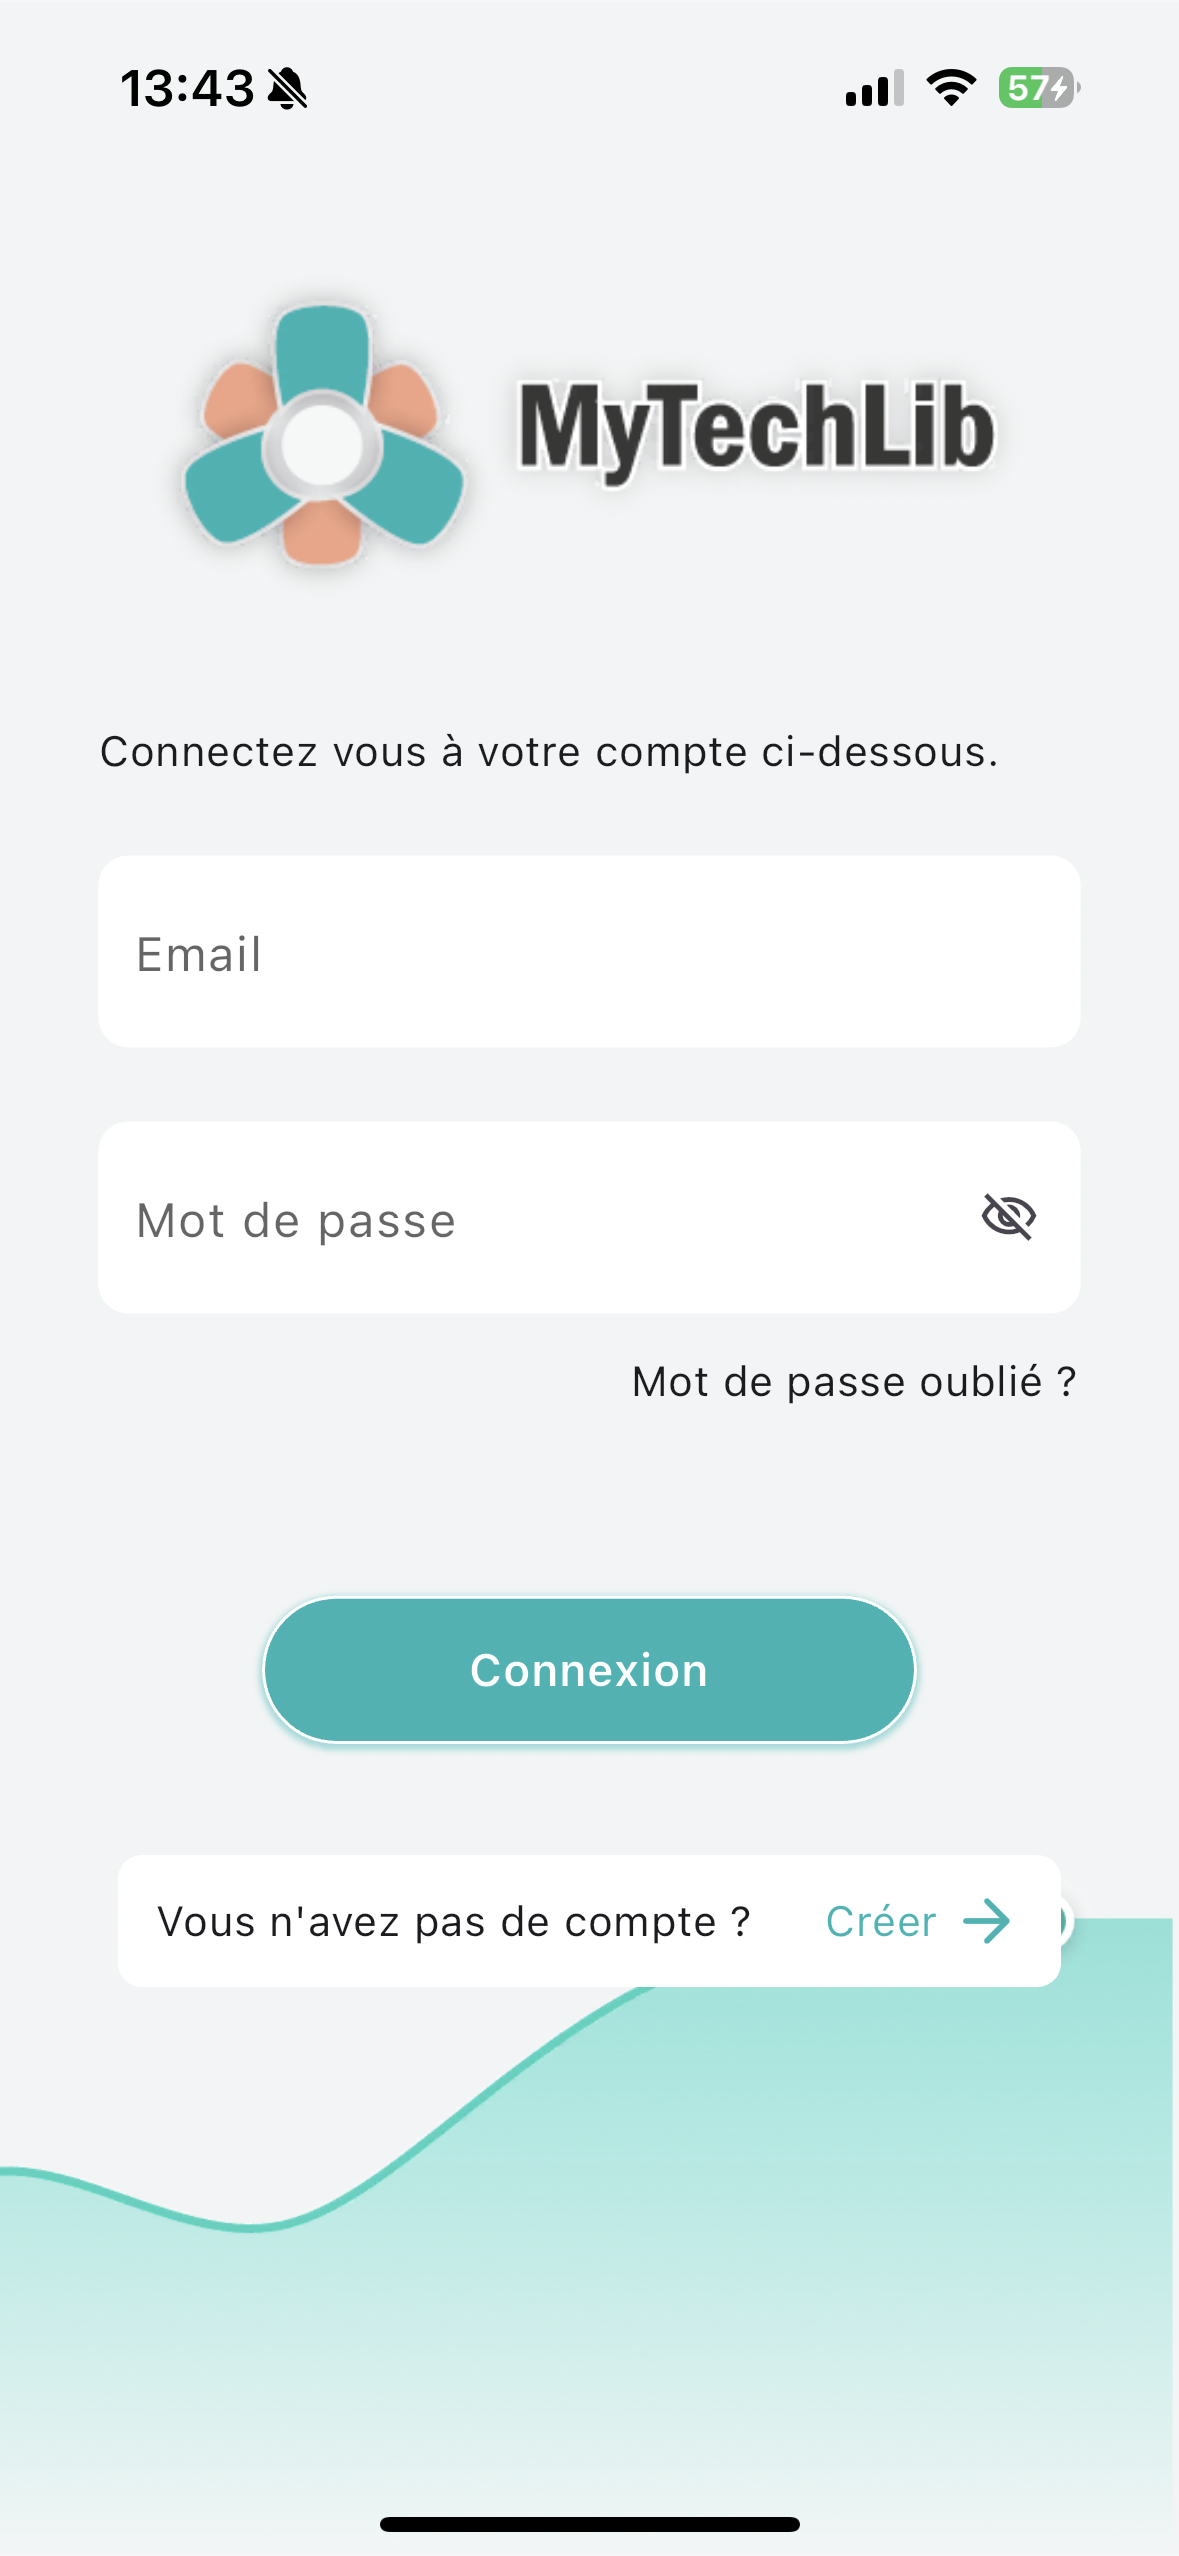 13:43
57
MyTechLib
Connectez vous à votre compte ci-dessous.
Email
Mot de passe
Mot de passe oublié ?
Connexion
Vous n'avez pas de compte ? Créer